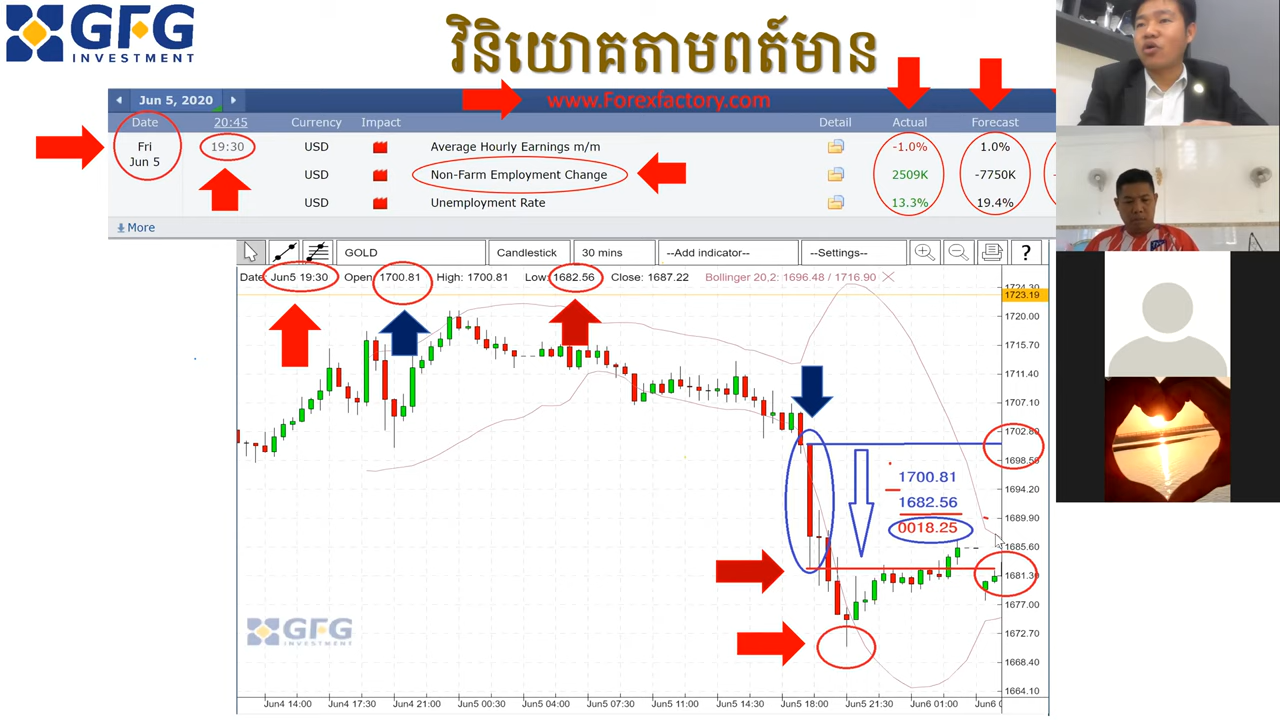 GFG
INVESTMENT
វិនិយោគតាមពត៍មាន
Jun 5, 2020
www.Forexfactory.com
Date 20:45 Currency Impact Detail Actual Forecast
Fri 19:30 USD Average Hourly Earnings m/m -1.0% 1.0%
Jun 5
USD Non-Farm Employment Change 2509K -7750K
USD Unemployment Rate 13.3% 19.4%
More
GOLD Candlestick 30 mins --Add indicator-- --Settings-- ?
Date: Jun5 19:30 Open: 1700.81 High: 1700.81 Low: 1682.56 Close: 1687.22 Bollinger 20,2: 1696.48 / 1716.90
1724.30
1723.19
1720.00
1715.70
1711.40
1707.10
1702.80
1698.50
1694.20
1689.90
1685.60
1681.30
1677.00
1672.70
1668.40
1664.10
1700.81
1682.56
0018.25
GFG
INVESTMENT
Jun4 14:00 Jun4 17:30 Jun4 21:00 Jun5 00:30 Jun5 04:00 Jun5 07:30 Jun5 11:00 Jun5 14:30 Jun5 18:00 Jun5 21:30 Jun6 01:00